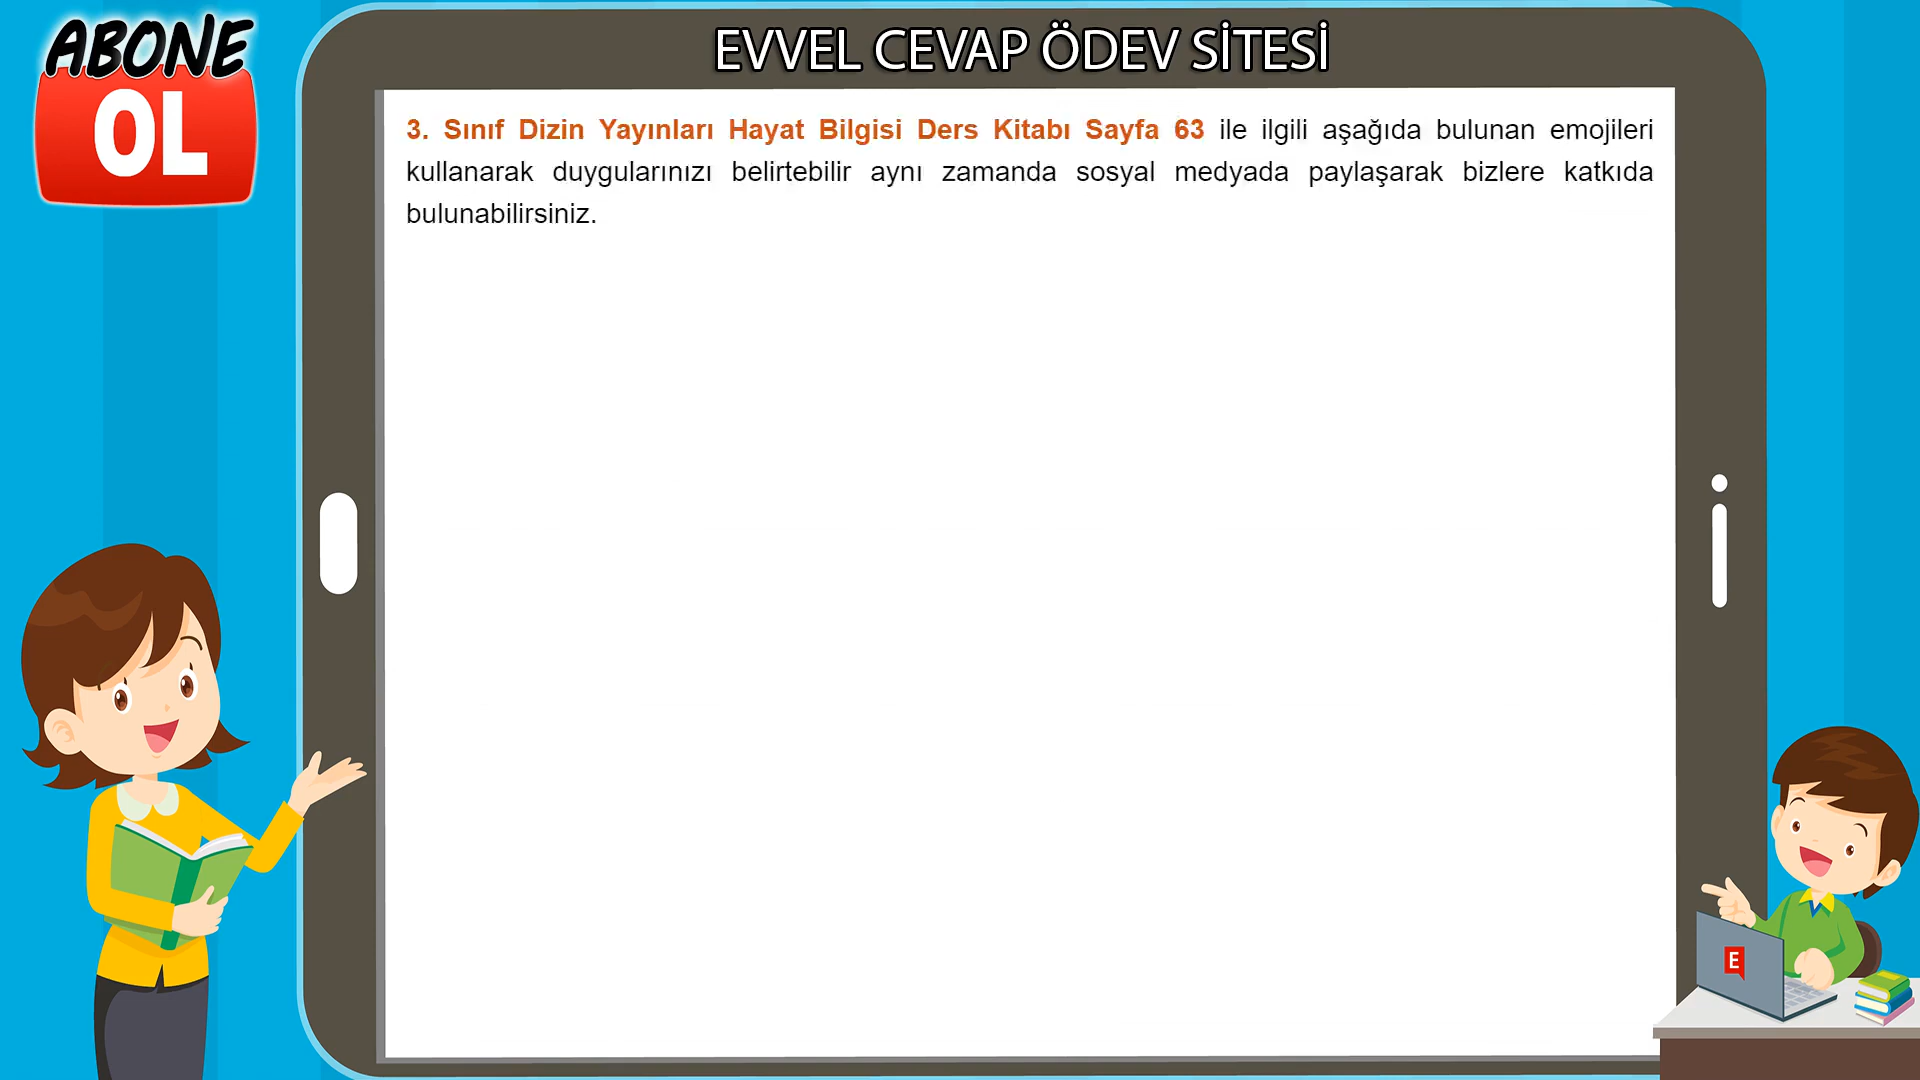 ABONE
OL
EVVEL CEVAP ÖDEV SİTESİ
3. Sınıf Dizin Yayınları Hayat Bilgisi Ders Kitabı Sayfa 63 ile ilgili aşağıda bulunan emojileri
kullanarak duygularınızı belirtebilir aynı zamanda sosyal medyada paylaşarak bizlere katkıda
bulunabilirsiniz.
E